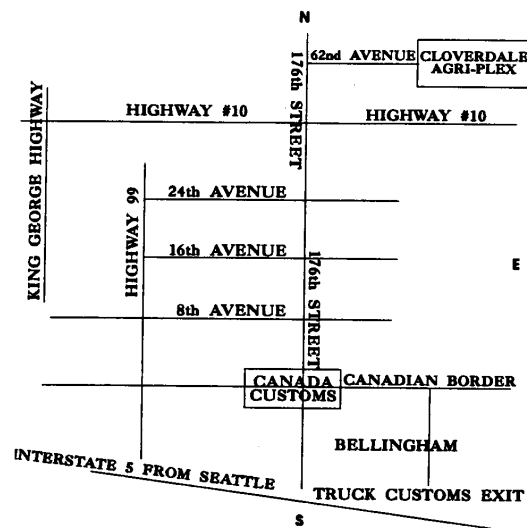 N
62nd AVENUE
CLOVERDALE
AGRI-PLEX
176th STREET
KING GEORGE HIGHWAY
HIGHWAY #10
HIGHWAY #10
HIGHWAY 99
24th AVENUE
16th AVENUE
176th STREET
E
8th AVENUE
CANADA
CUSTOMS
CANADIAN BORDER
BELLINGHAM
INTERSTATE 5 FROM SEATTLE
TRUCK CUSTOMS EXIT
S